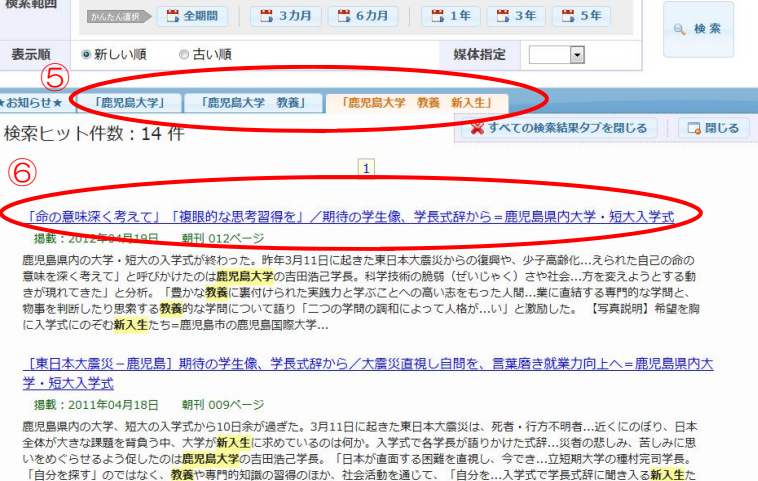 検索範囲
かんたん選択 全期間 3カ月 6カ月 1年 3年 5年
検索
表示順 新しい順 古い順 媒体指定
⑤
★お知らせ★ 「鹿児島大学」 「鹿児島大学 教養」 「鹿児島大学 教養 新入生」
検索ヒット件数：14 件 すべての検索結果タブを閉じる 閉じる
1
⑥
「命の意味深く考えて」「複眼的な思考習得を」／期待の学生像、学長式辞から＝鹿児島県内大学・短大入学式
掲載：2012年04月19日 朝刊 012ページ
鹿児島県内の大学・短大の入学式が終わった。昨年3月11日に起きた東日本大震災からの復興や、少子高齢化...えられた自己の命の
意味を深く考えて」と呼びかけたのは鹿児島大学の吉田浩己学長。科学技術の脆弱（ぜいじゃく）さや社会...方を変えようとする動
きが現れてきた」と分析。「豊かな教養に裏付けられた実践力と学ぶことへの高い志をもった人間...業に直結する専門的な学問と、
物事を判断したり思索する教養的な学問について語り「二つの学問の調和によって人格が...い」と激励した。 【写真説明】希望を胸
に入学式にのぞむ新入生たち＝鹿児島市の鹿児島国際大学...
［東日本大震災－鹿児島］期待の学生像、学長式辞から／大震災直視し自問を、言葉磨き就業力向上へ＝鹿児島県内大
学・短大入学式
掲載：2011年04月18日 朝刊 009ページ
鹿児島県内の大学、短大の入学式から10日余が過ぎた。3月11日に起きた東日本大震災は、死者・行方不明者...近くにのぼり、日本
全体が大きな課題を背負う中、大学が新入生に求めているのは何か。入学式で各学長が語りかけた式辞...災者の悲しみ、苦しみに思
いをめぐらせるよう促したのは鹿児島大学の吉田浩己学長。「日本が直面する困難を直視し、今でき...立短期大学の種村完司学長。
「自分を探す」のではなく、教養や専門的知識の習得のほか、社会活動を通じて、「自分を...入学式で学長式辞に聞き入る新入生た